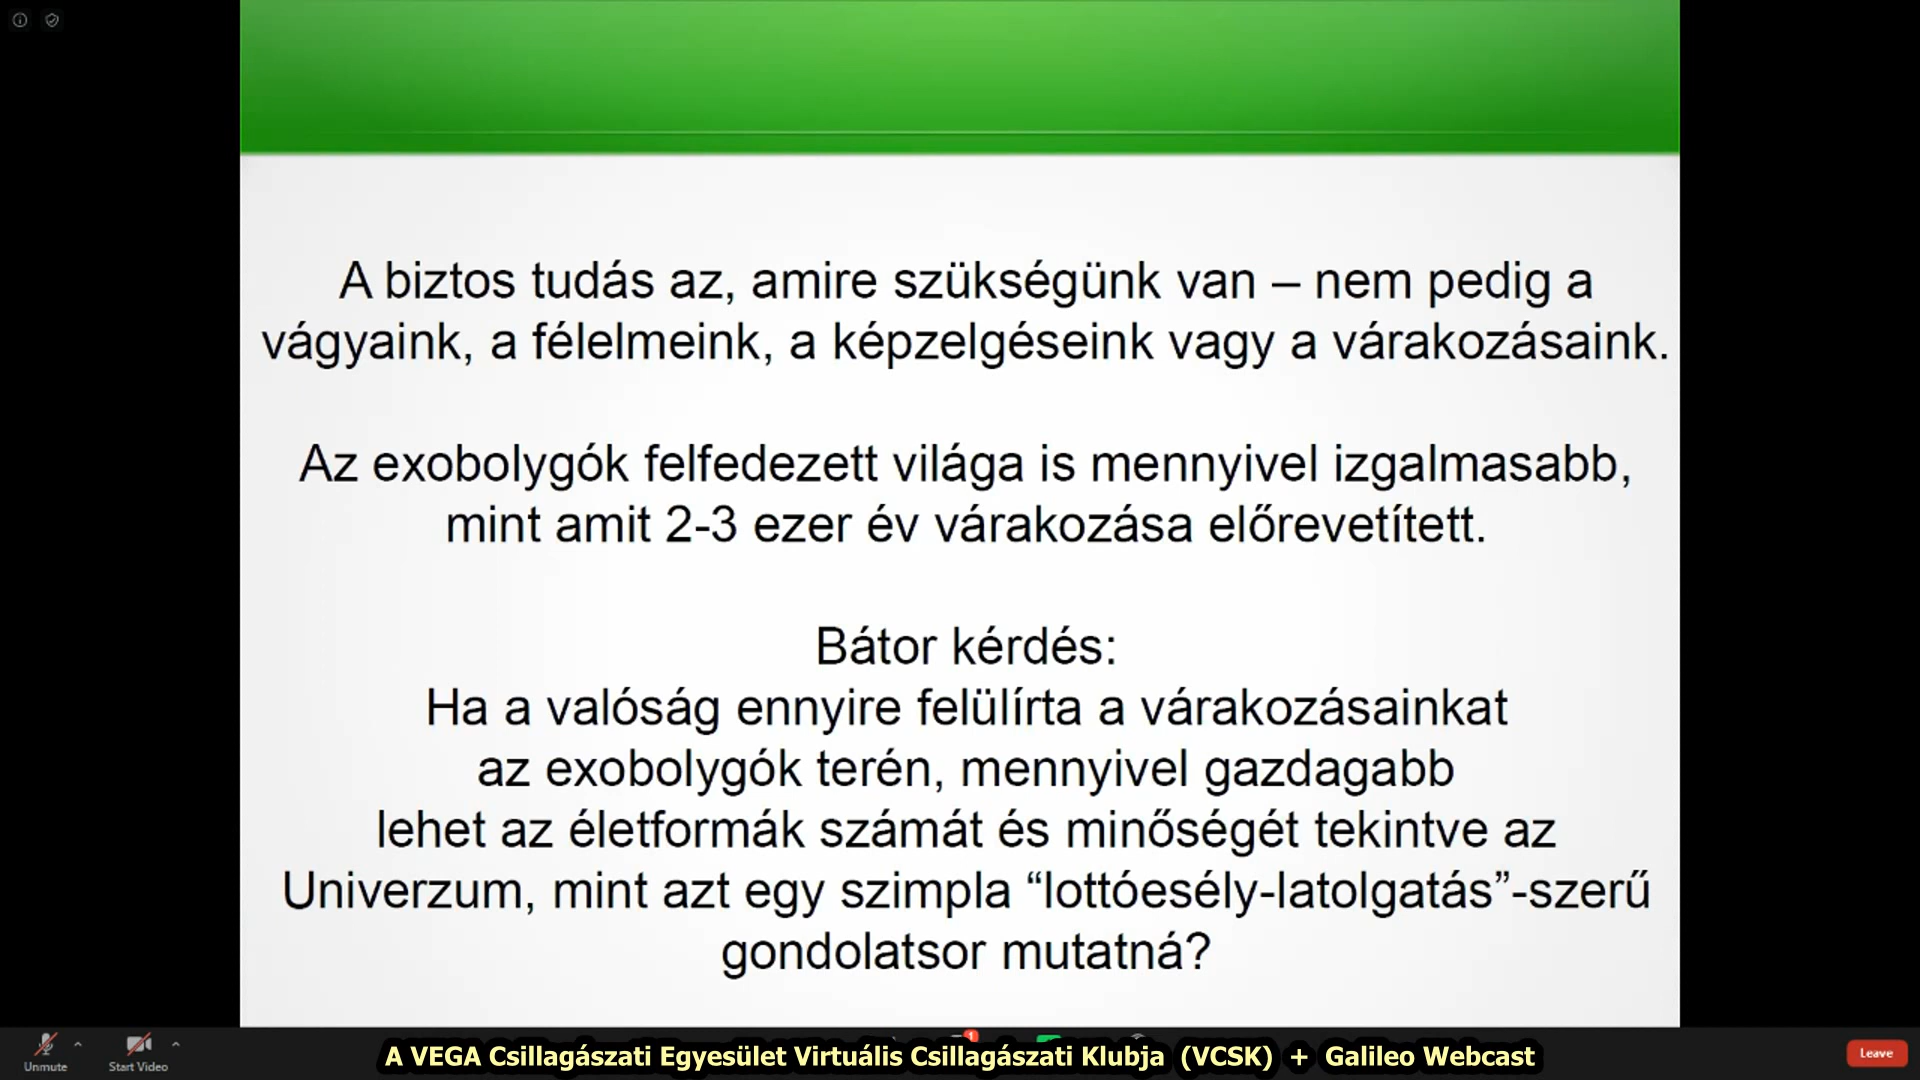 A biztos tudás az, amire szükségünk van – nem pedig a
vágyaink, a félelmeink, a képzelgéseink vagy a várakozásaink.
Az exobolygók felfedezett világa is mennyivel izgalmasabb,
mint amit 2-3 ezer év várakozása előrevetített.
Bátor kérdés:
Ha a valóság ennyire felülírta a várakozásainkat
az exobolygók terén, mennyivel gazdagabb
lehet az életformák számát és minőségét tekintve az
Univerzum, mint azt egy szimpla “lottóesély-latolgatás”-szerű
gondolatsor mutatná?
1
Unmute
Start Video
A VEGA Csillagászati Egyesület Virtuális Csillagászati Klubja (VCSK) + Galileo Webcast
Leave